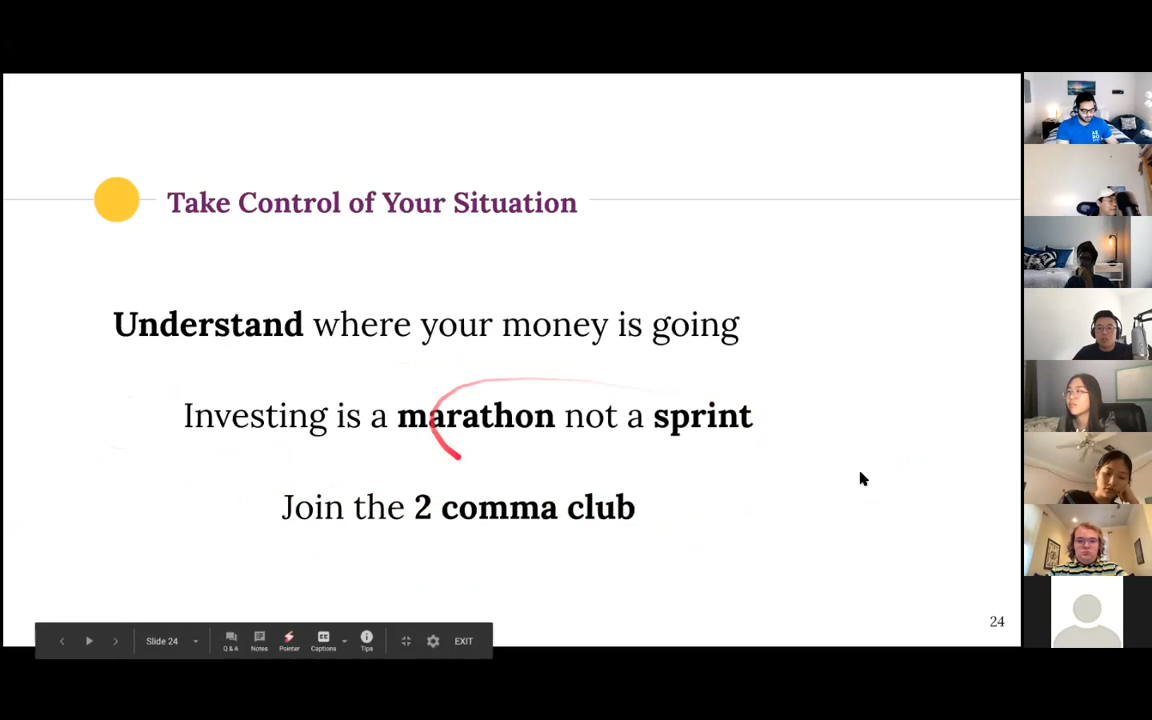 Take Control of Your Situation
Understand where your money is going
Investing is a marathon not a sprint
Join the 2 comma club
24
Slide 24
Q & A
Notes
Pointer
CC
Captions
Tips
EXIT